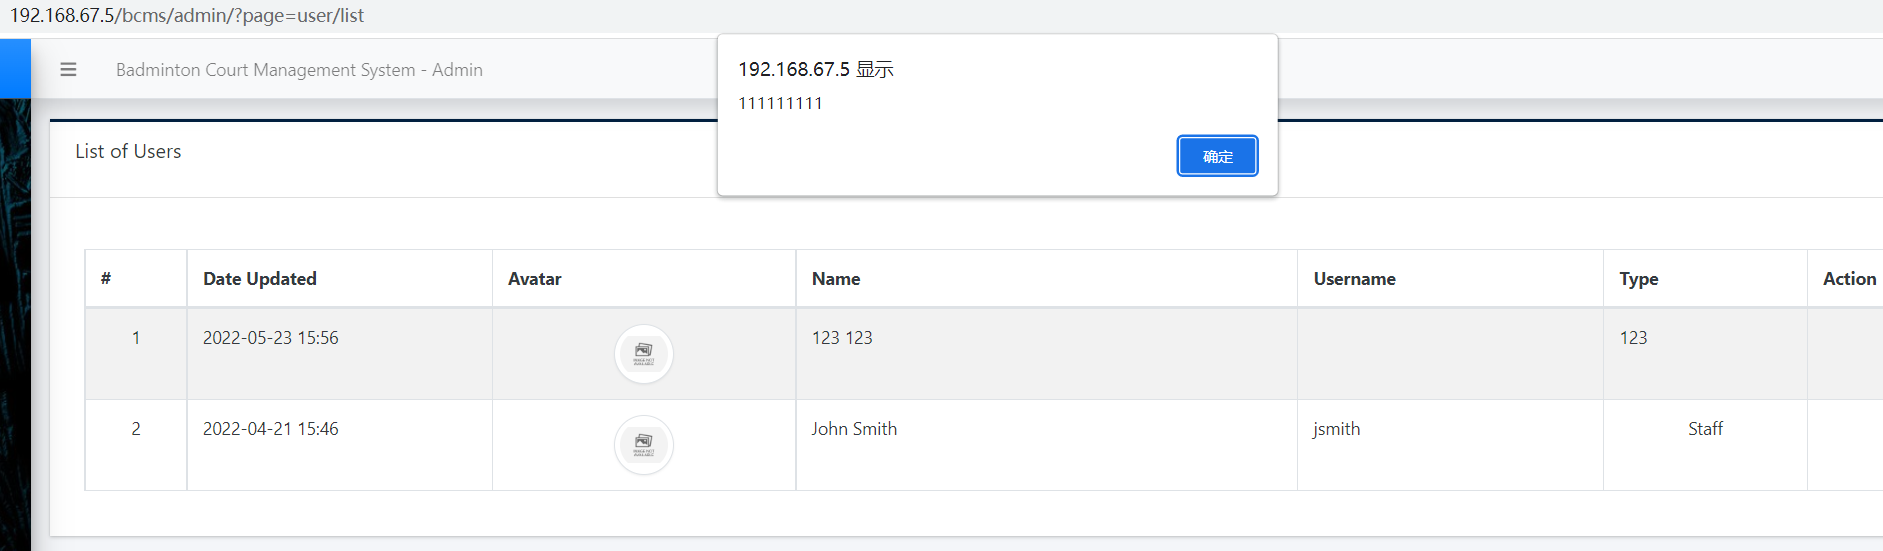 192.168.67.5/bcms/admin/?page=user/list
Badminton Court Management System - Admin
192.168.67.5 显示
111111111
确定
List of Users
# Date Updated Avatar Name Username Type Action
1 2022-05-23 15:56 123 123 123
2 2022-04-21 15:46 John Smith jsmith Staff